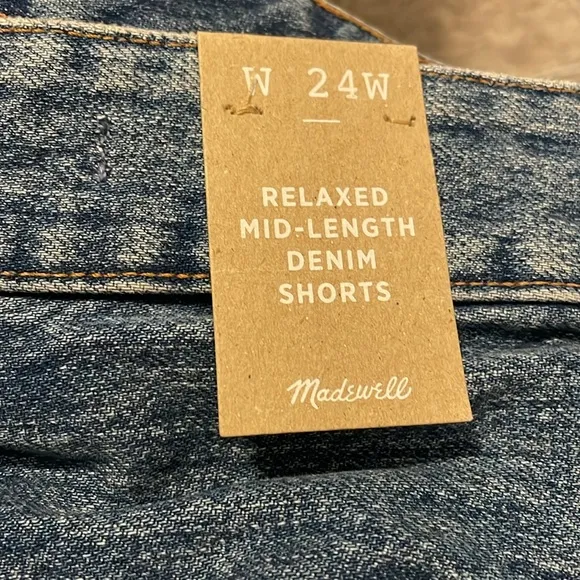 W 24W
RELAXED
MID-LENGTH
DENIM
SHORTS
Madewell